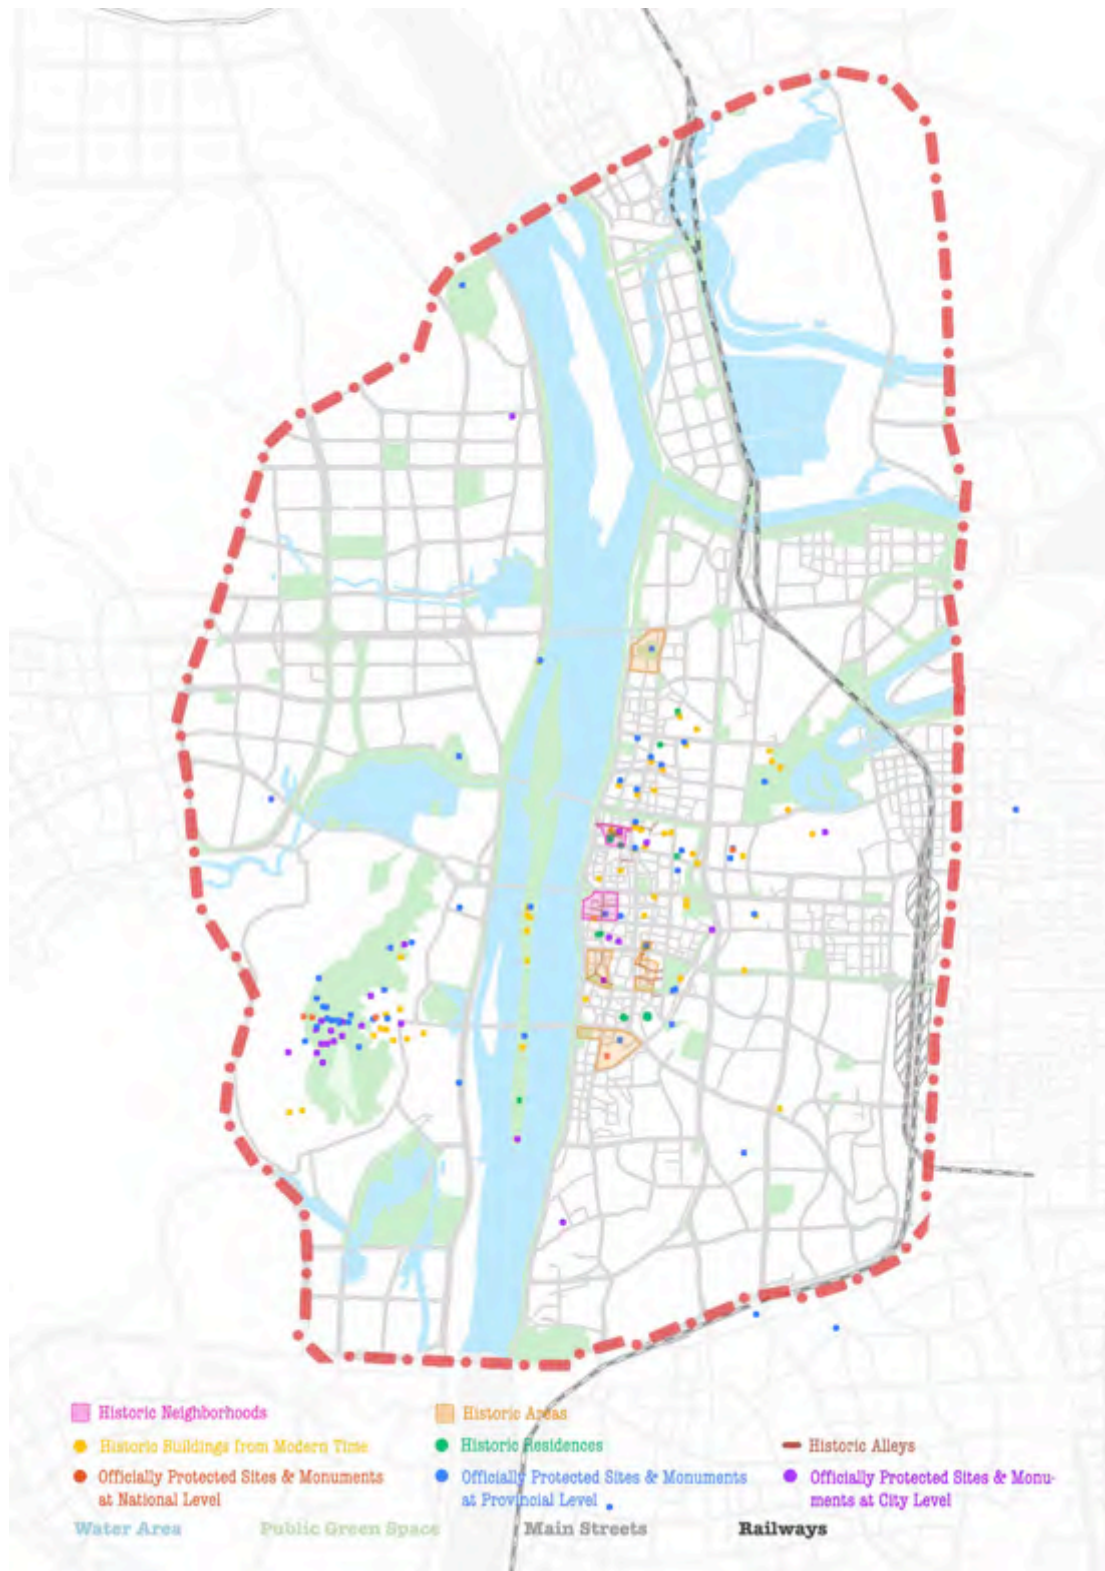 Historic Neighborhoods
Historic Areas
Historic Buildings from Modern Time
Historic Residences
Historic Alleys
Officially Protected Sites & Monuments
at National Level
Officially Protected Sites & Monuments
at Provincial Level
Officially Protected Sites & Monu-
ments at City Level
Water Area
Public Green Space
Main Streets
Railways